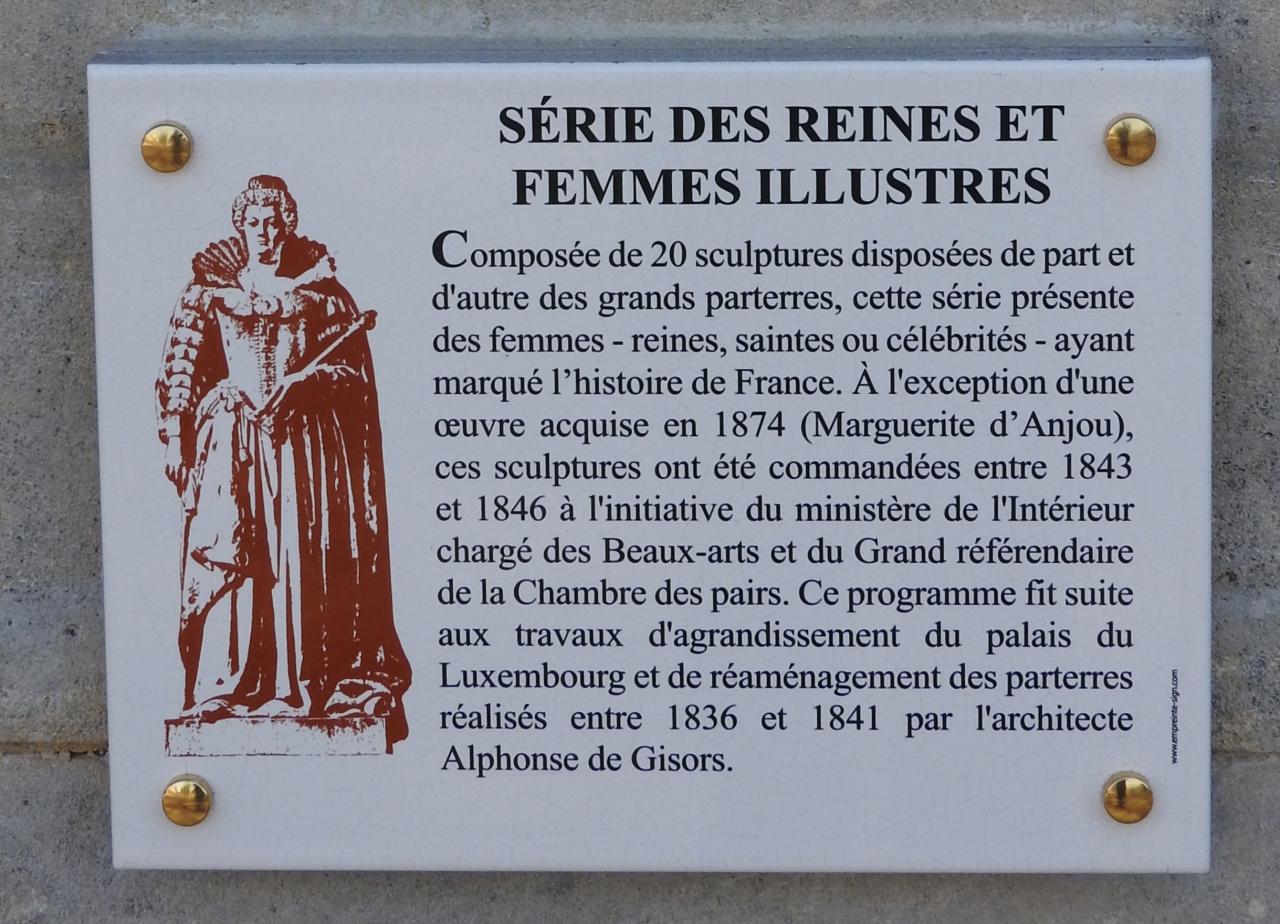 SÉRIE DES REINES ET
FEMMES ILLUSTRES
Composée de 20 sculptures disposées de part et
d'autre des grands parterres, cette série présente
des femmes - reines, saintes ou célébrités - ayant
marqué l’histoire de France. À l'exception d'une
œuvre acquise en 1874 (Marguerite d’Anjou),
ces sculptures ont été commandées entre 1843
et 1846 à l'initiative du ministère de l'Intérieur
chargé des Beaux-arts et du Grand référendaire
de la Chambre des pairs. Ce programme fit suite
aux travaux d'agrandissement du palais du
Luxembourg et de réaménagement des parterres
réalisés entre 1836 et 1841 par l'architecte
Alphonse de Gisors.
www.empreinte-sign.com